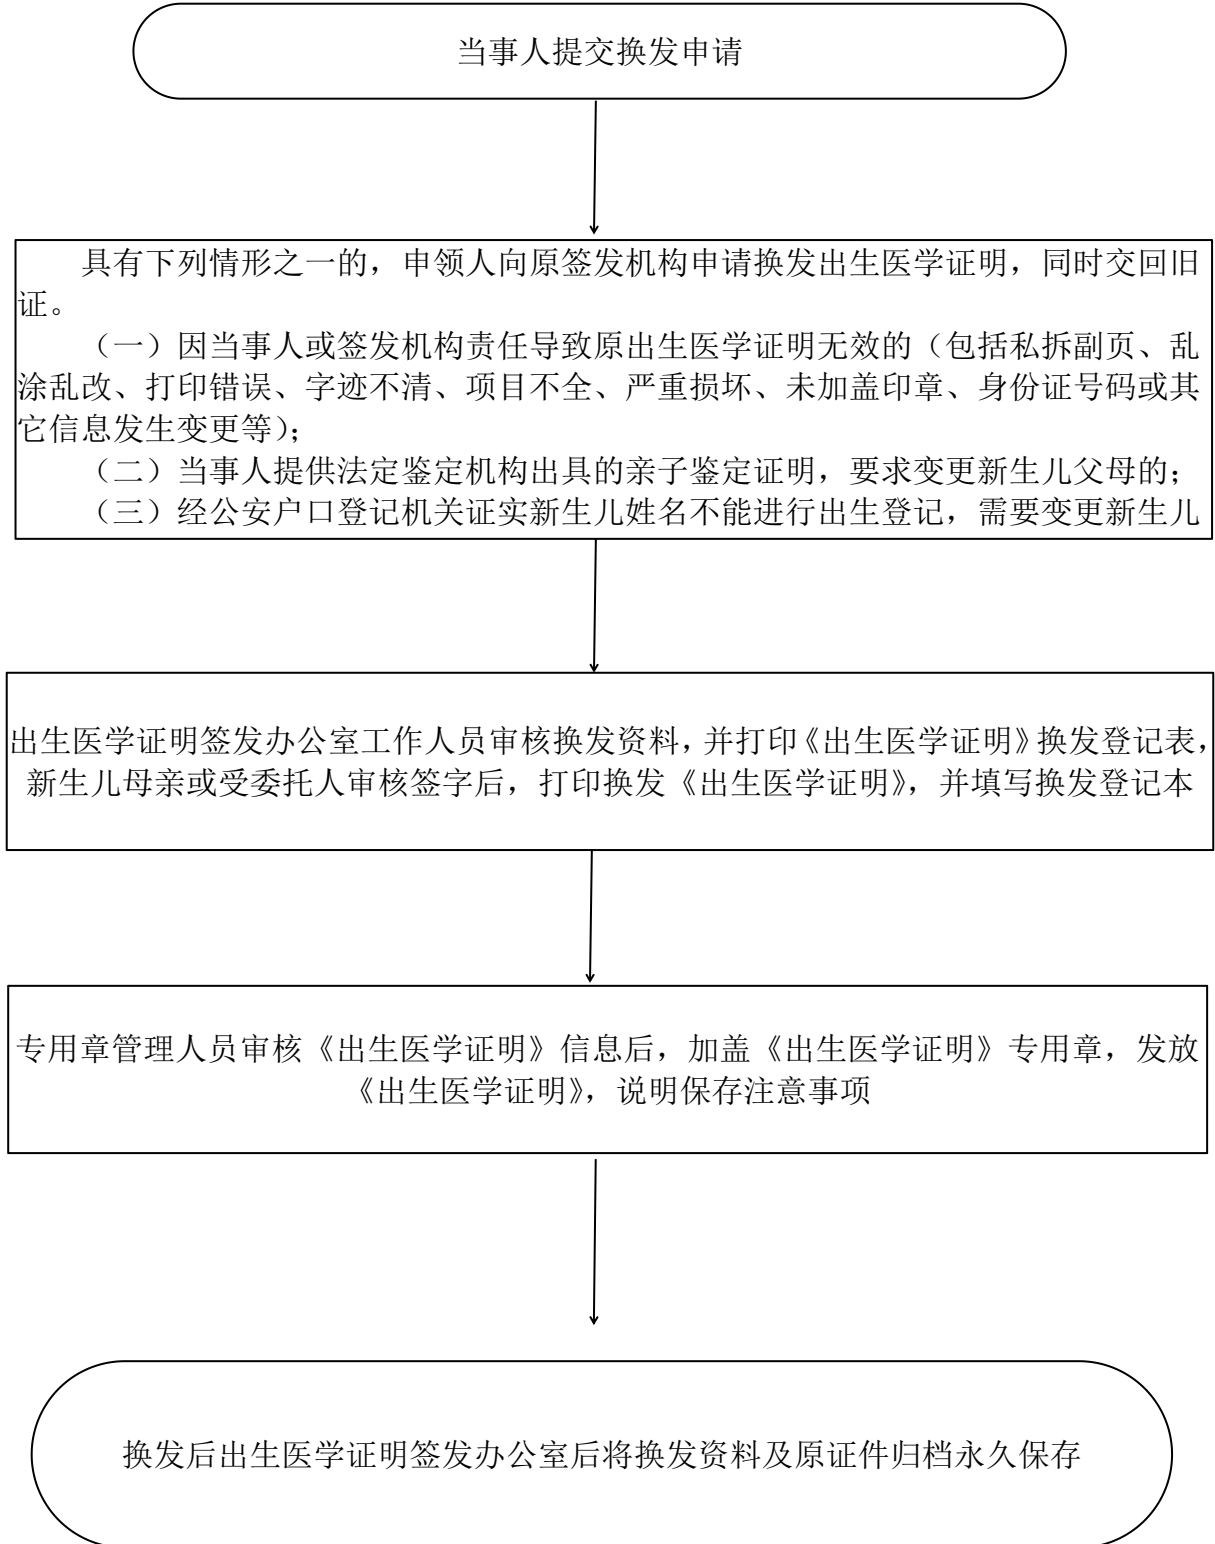 当事人提交换发申请
具有下列情形之一的，申领人向原签发机构申请换发出生医学证明，同时交回旧
证。
（一）因当事人或签发机构责任导致原出生医学证明无效的（包括私拆副页、乱
涂乱改、打印错误、字迹不清、项目不全、严重损坏、未加盖印章、身份证号码或其
它信息发生变更等）；
（二）当事人提供法定鉴定机构出具的亲子鉴定证明，要求变更新生儿父母的；
（三）经公安户口登记机关证实新生儿姓名不能进行出生登记，需要变更新生儿
出生医学证明签发办公室工作人员审核换发资料，并打印《出生医学证明》换发登记表，
新生儿母亲或受委托人审核签字后，打印换发《出生医学证明》，并填写换发登记本
专用章管理人员审核《出生医学证明》信息后，加盖《出生医学证明》专用章，发放
《出生医学证明》，说明保存注意事项
换发后出生医学证明签发办公室后将换发资料及原证件归档永久保存